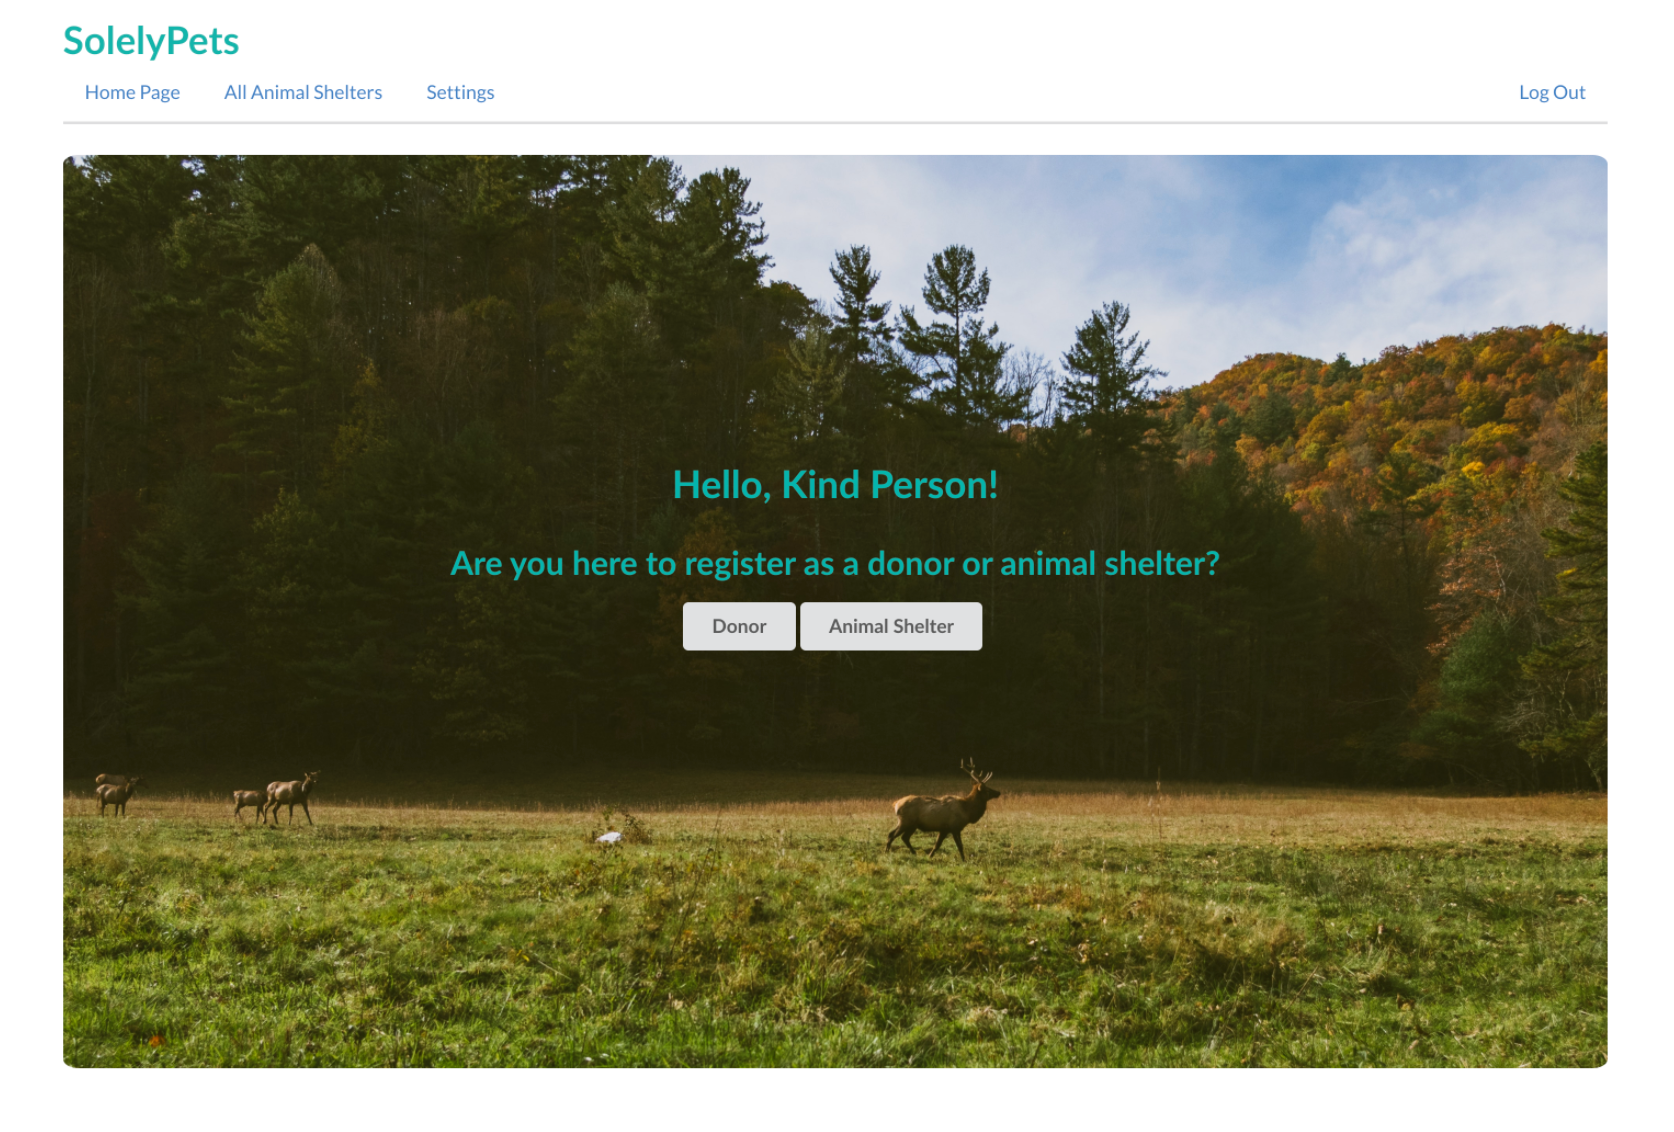 SolelyPets
Home Page All Animal Shelters Settings Log Out
Hello, Kind Person!
Are you here to register as a donor or animal shelter?
Donor Animal Shelter